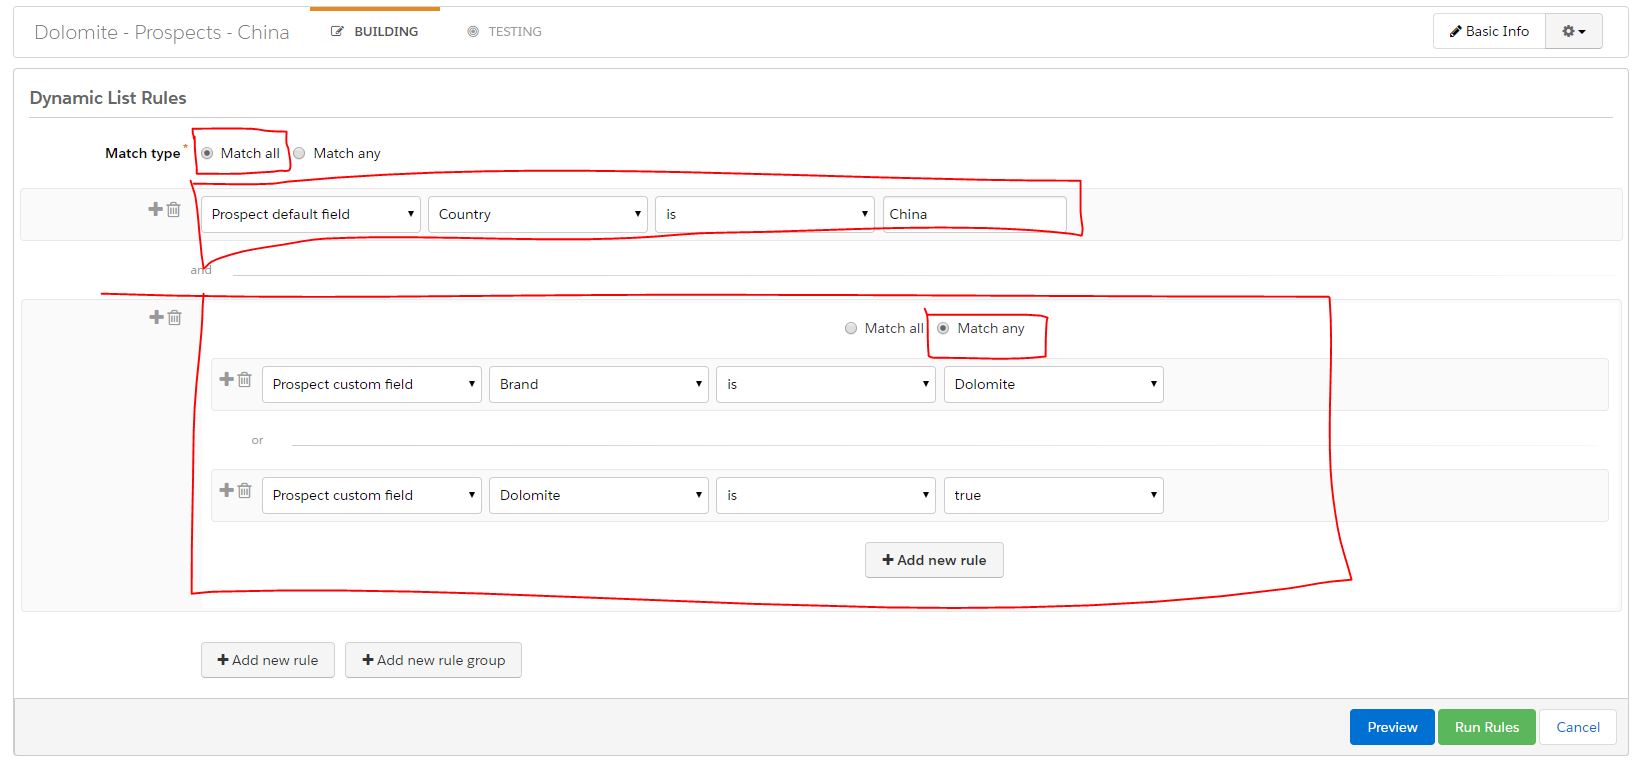 Dolomite - Prospects - China BUILDING TESTING Basic Info
Dynamic List Rules
Match type * Match all Match any
Prospect default field Country is China
and
Match all Match any
Prospect custom field Brand is Dolomite
or
Prospect custom field Dolomite is true
+ Add new rule
+ Add new rule + Add new rule group
Preview Run Rules Cancel